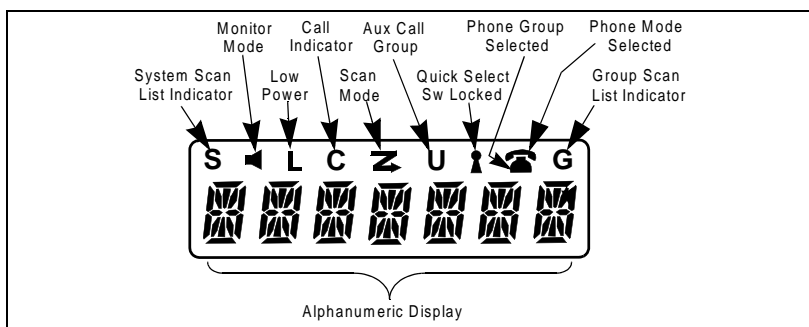 Monitor Mode
Call Indicator
Aux Call Group
Phone Group Selected
Phone Mode Selected
System Scan List Indicator
Low Power
Scan Mode
Quick Select Sw Locked
Group Scan List Indicator
S L C U G
Alphanumeric Display